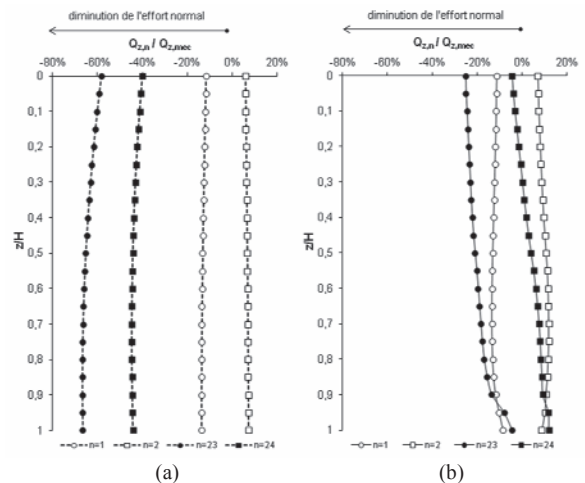 diminution de l'effort normal
Qz,n / Qz,mec
-80% -60% -40% -20% 0% 20%
0
0,1
0,2
0,3
0,4
0,5
0,6
0,7
0,8
0,9
1
z/H
n=1 n=2 n=23 n=24
(a)
diminution de l'effort normal
Qz,n / Qz,mec
-80% -60% -40% -20% 0% 20%
0
0,1
0,2
0,3
0,4
0,5
0,6
0,7
0,8
0,9
1
z/H
n=1 n=2 n=23 n=24
(b)